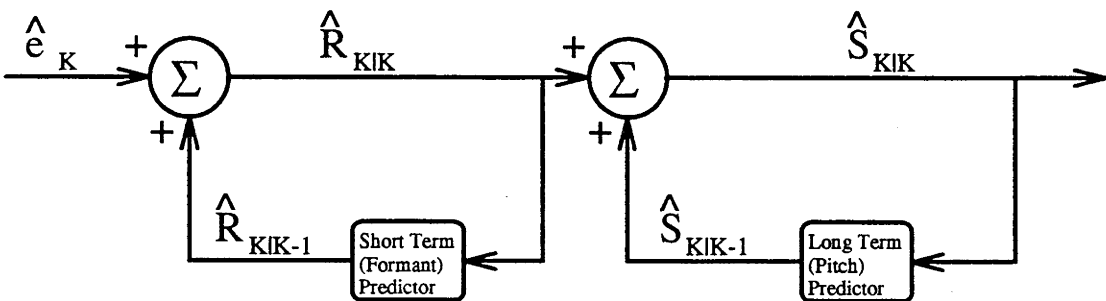 ê K
+
Σ
+
R̂ K|K
+
Σ
+
Ŝ K|K
R̂ K|K-1
Short Term
(Formant)
Predictor
Ŝ K|K-1
Long Term
(Pitch)
Predictor